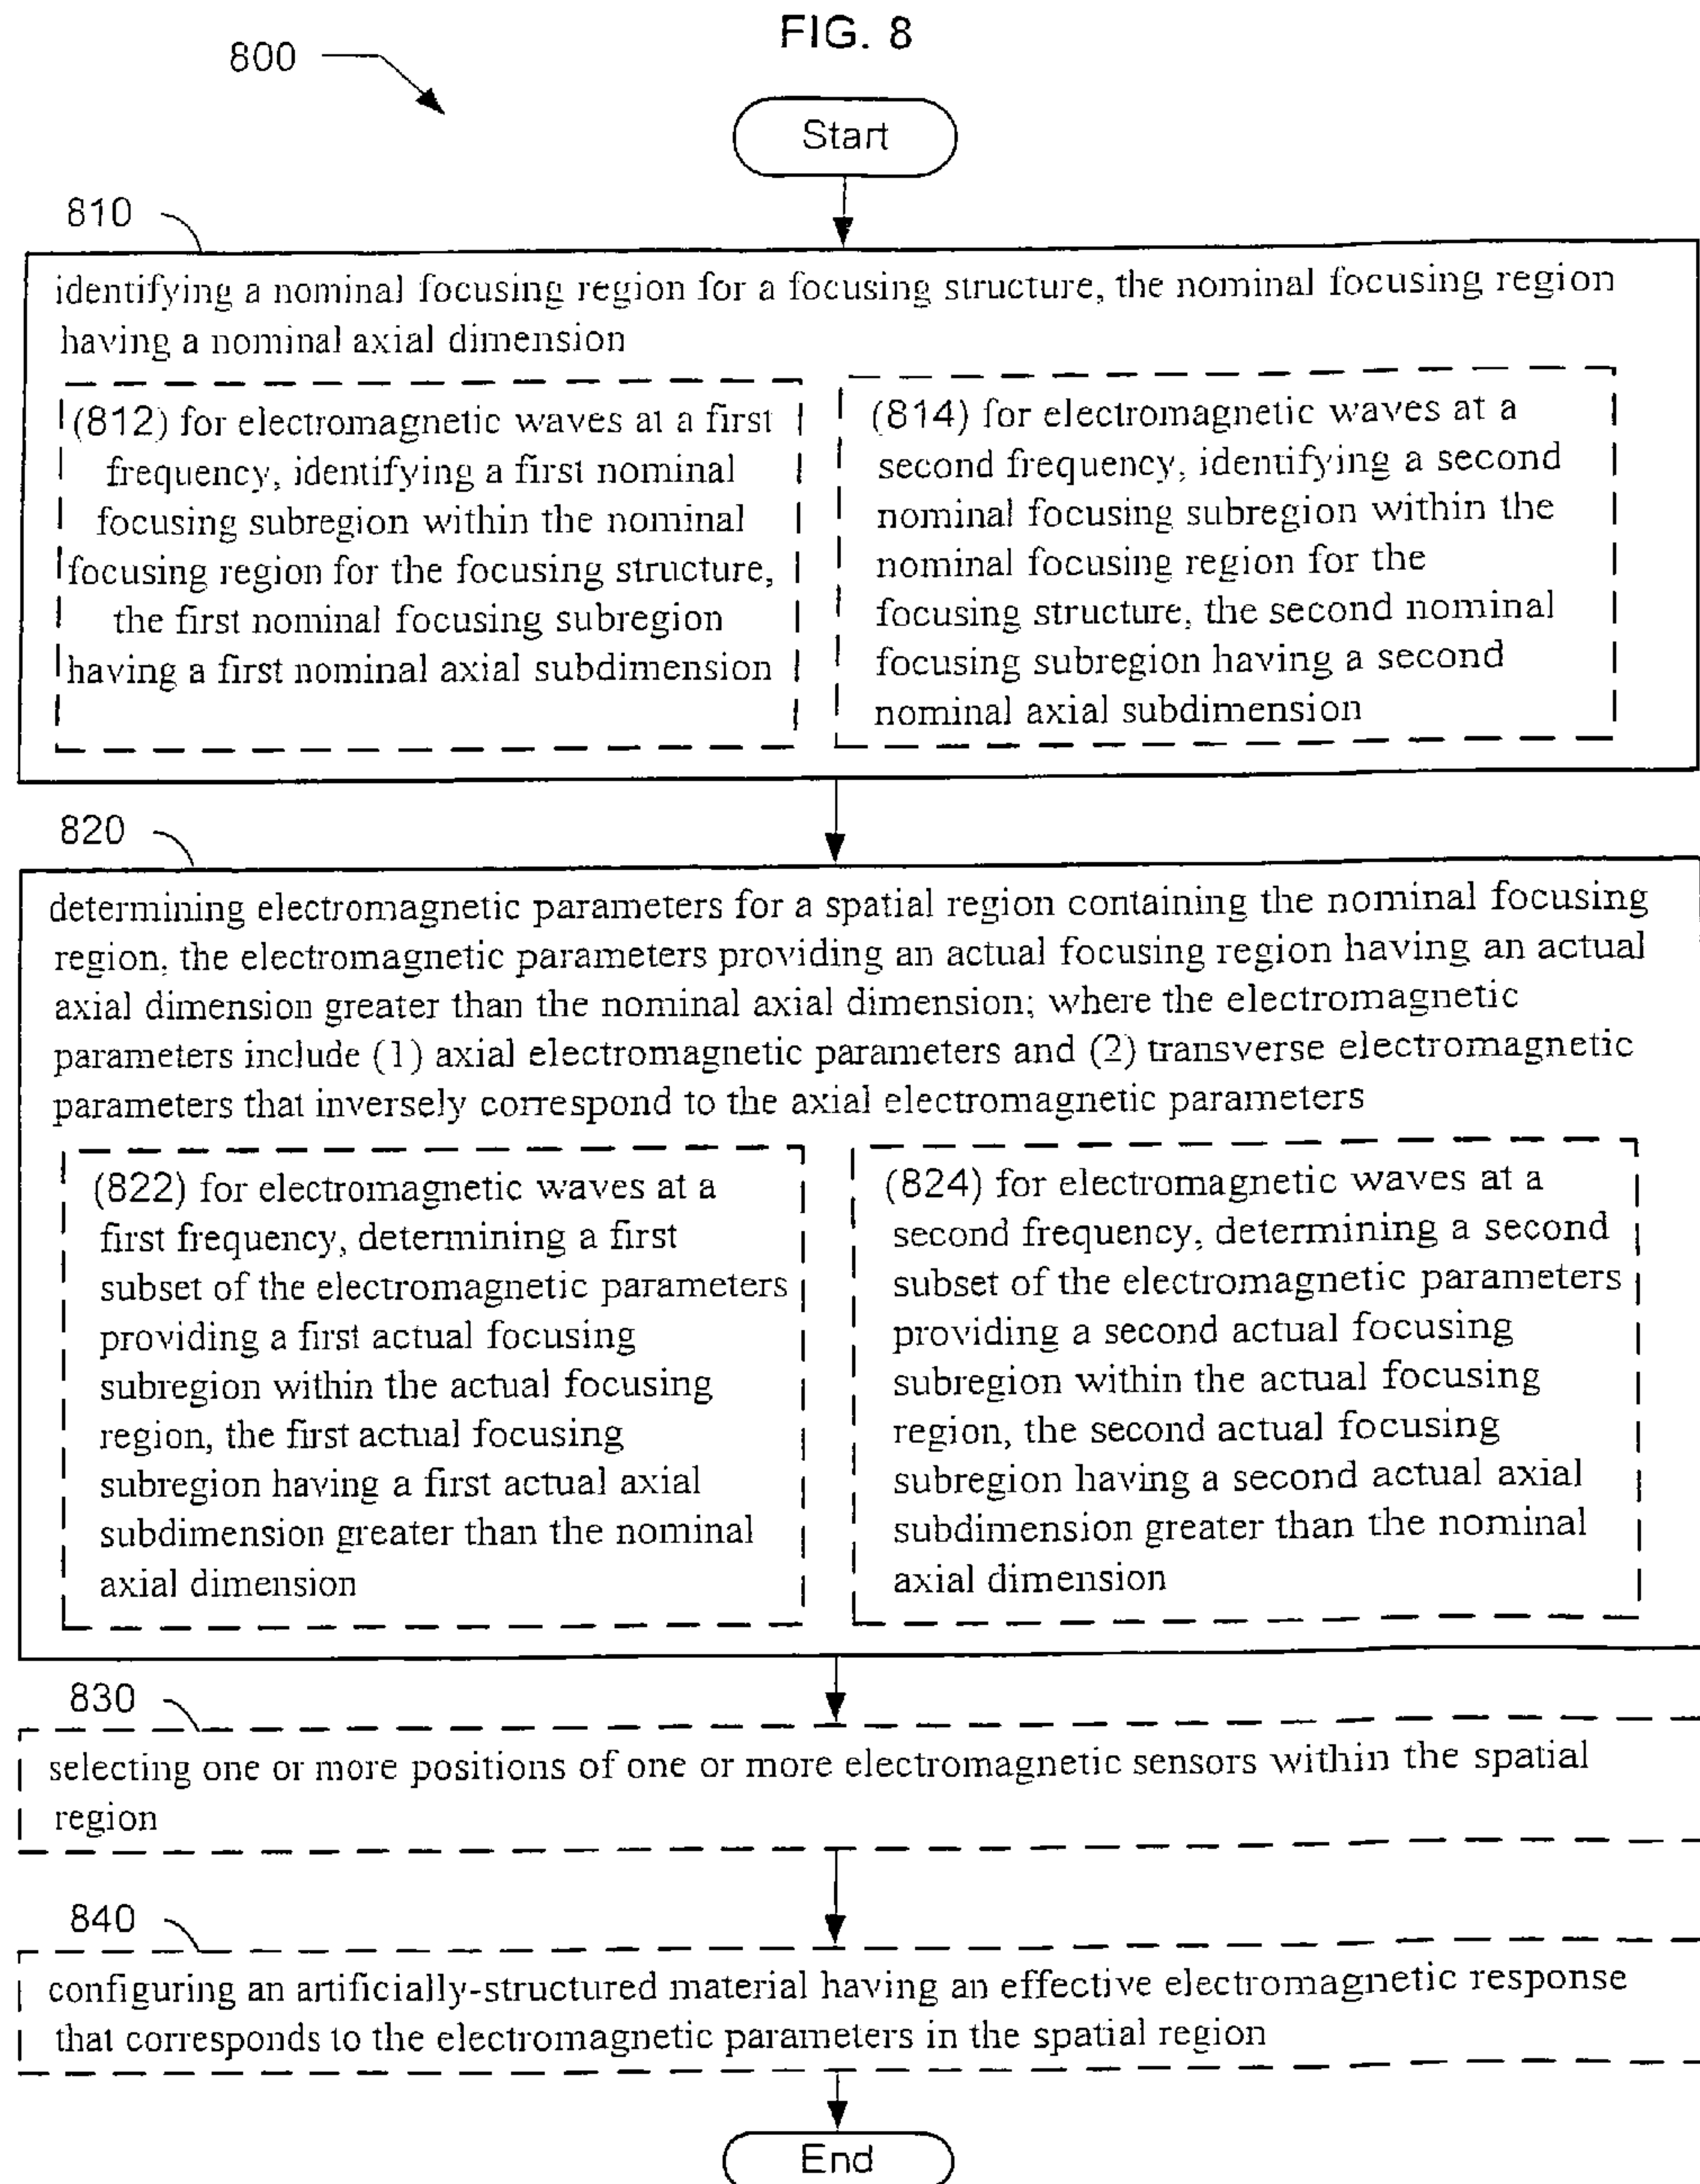 FIG. 8
800
Start
810
identifying a nominal focusing region for a focusing structure, the nominal focusing region
having a nominal axial dimension
(812) for electromagnetic waves at a first
frequency, identifying a first nominal
focusing subregion within the nominal
focusing region for the focusing structure,
the first nominal focusing subregion
having a first nominal axial subdimension
(814) for electromagnetic waves at a
second frequency, identifying a second
nominal focusing subregion within the
nominal focusing region for the
focusing structure, the second nominal
focusing subregion having a second
nominal axial subdimension
820
determining electromagnetic parameters for a spatial region containing the nominal focusing
region, the electromagnetic parameters providing an actual focusing region having an actual
axial dimension greater than the nominal axial dimension; where the electromagnetic
parameters include (1) axial electromagnetic parameters and (2) transverse electromagnetic
parameters that inversely correspond to the axial electromagnetic parameters
(822) for electromagnetic waves at a
first frequency, determining a first
subset of the electromagnetic parameters
providing a first actual focusing
subregion within the actual focusing
region, the first actual focusing
subregion having a first actual axial
subdimension greater than the nominal
axial dimension
(824) for electromagnetic waves at a
second frequency, determining a second
subset of the electromagnetic parameters
providing a second actual focusing
subregion within the actual focusing
region, the second actual focusing
subregion having a second actual axial
subdimension greater than the nominal
axial dimension
830
selecting one or more positions of one or more electromagnetic sensors within the spatial
region
840
configuring an artificially-structured material having an effective electromagnetic response
that corresponds to the electromagnetic parameters in the spatial region
End